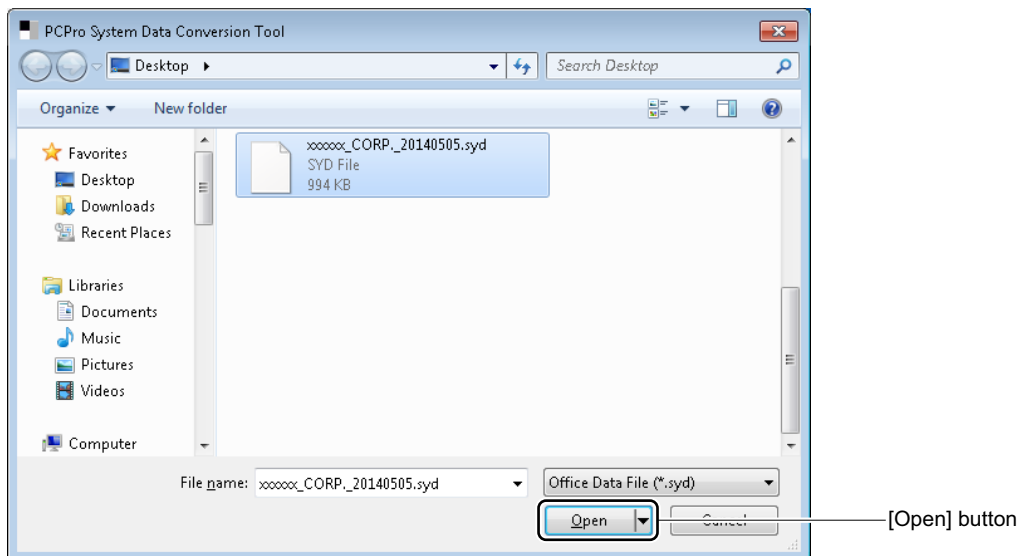 PCPro System Data Conversion Tool
Desktop
Search Desktop
Organize
New folder
Favorites
Desktop
Downloads
Recent Places
Libraries
Documents
Music
Pictures
Videos
Computer
xxxxxx_CORP._20140505.syd
SYD File
994 KB
File name: xxxxxx_CORP._20140505.syd
Office Data File (*.syd)
Open
Cancel
[Open] button